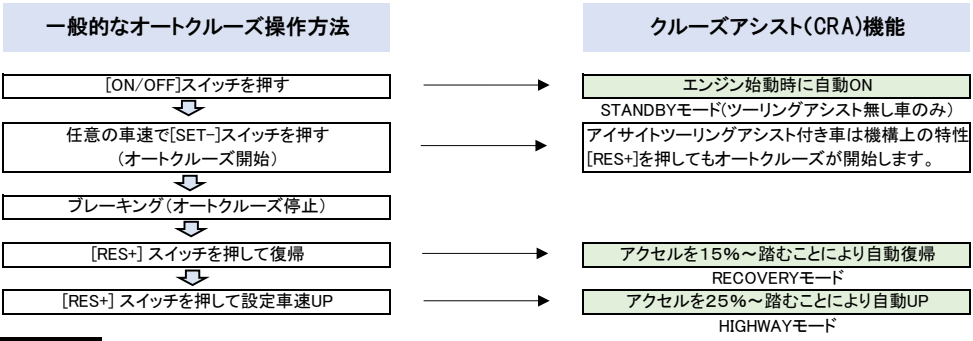 一般的なオートクルーズ操作方法
クルーズアシスト(CRA)機能
[ON/OFF]スイッチを押す
エンジン始動時に自動ON
STANDBYモード(ツーリングアシスト無し車のみ)
任意の車速で[SET-]スイッチを押す
(オートクルーズ開始)
アイサイトツーリングアシスト付き車は機構上の特性
[RES+]を押してもオートクルーズが開始します。
ブレーキング(オートクルーズ停止)
[RES+] スイッチを押して復帰
アクセルを15%～踏むことにより自動復帰
RECOVERYモード
[RES+] スイッチを押して設定車速UP
アクセルを25%～踏むことにより自動UP
HIGHWAYモード